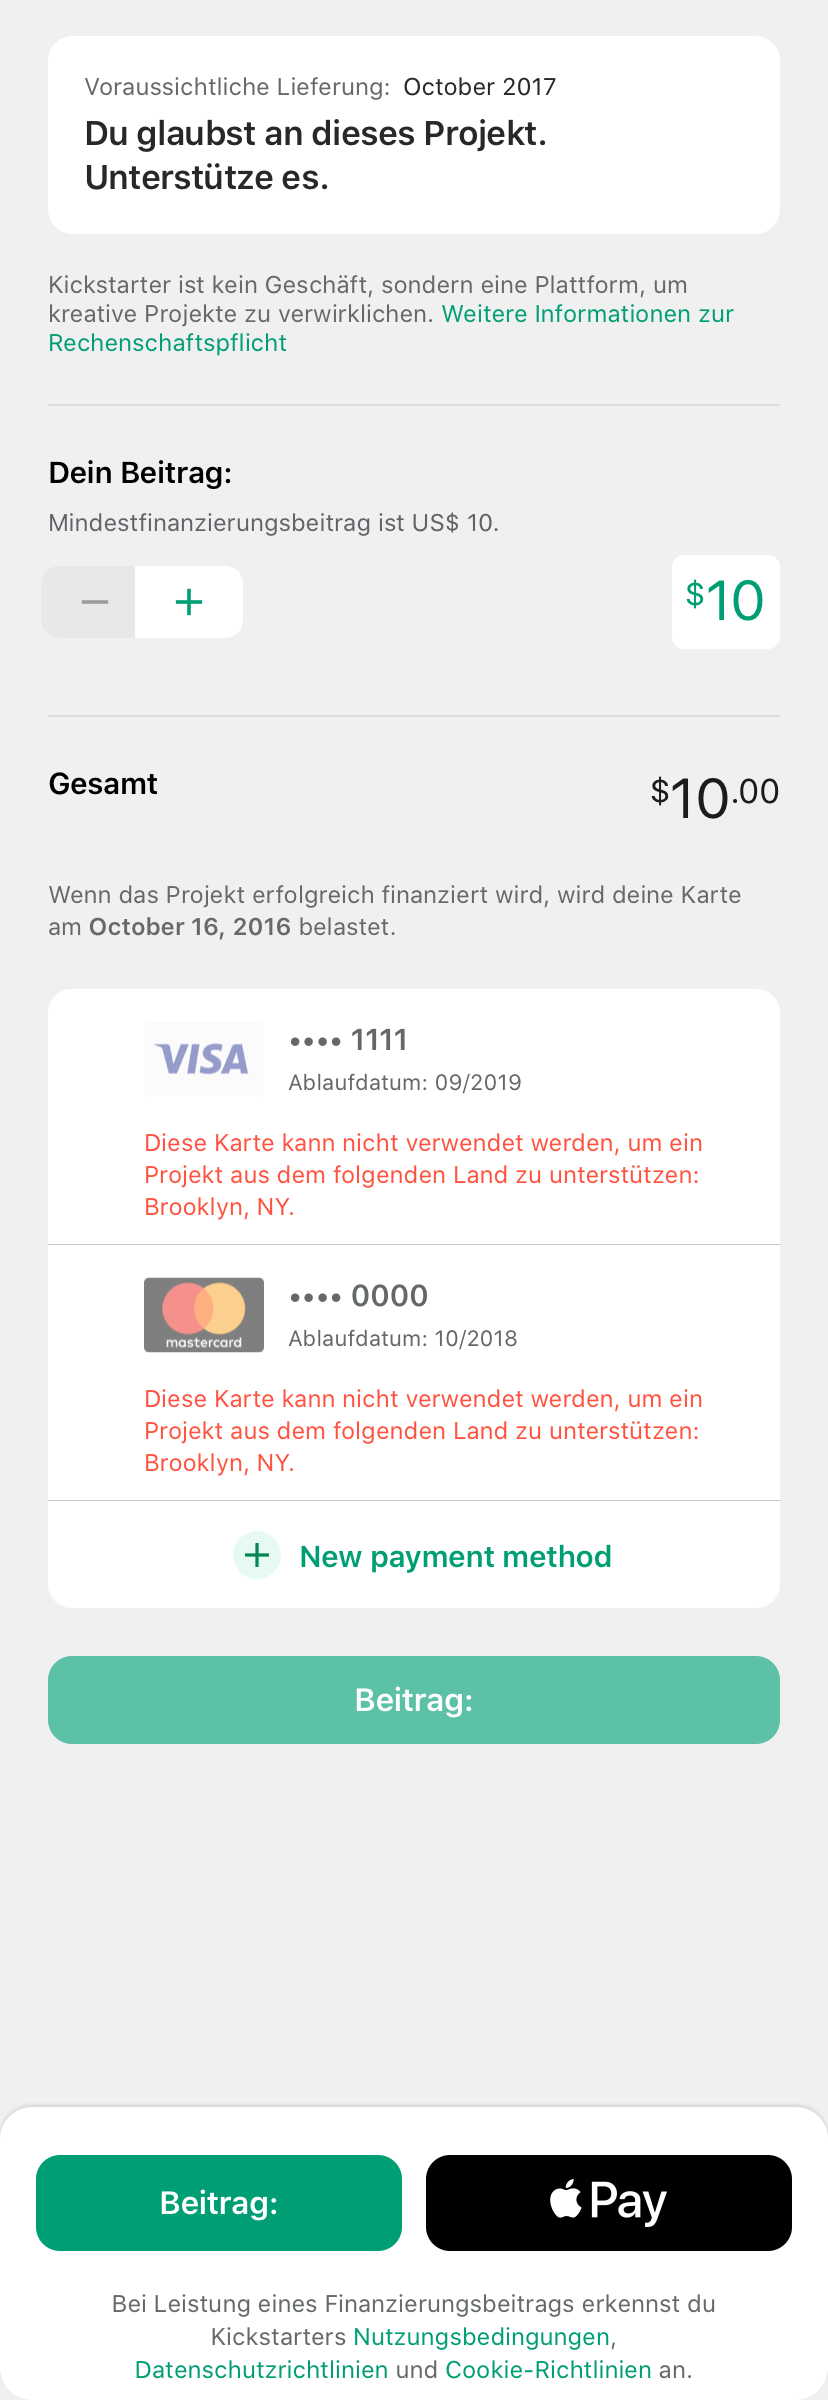 Voraussichtliche Lieferung: October 2017
Du glaubst an dieses Projekt.
Unterstütze es.
Kickstarter ist kein Geschäft, sondern eine Plattform, um
kreative Projekte zu verwirklichen. Weitere Informationen zur
Rechenschaftspflicht
Dein Beitrag:
Mindestfinanzierungsbeitrag ist US$ 10.
$10
Gesamt
$10.00
Wenn das Projekt erfolgreich finanziert wird, wird deine Karte
am October 16, 2016 belastet.
VISA
•••• 1111
Ablaufdatum: 09/2019
Diese Karte kann nicht verwendet werden, um ein
Projekt aus dem folgenden Land zu unterstützen:
Brooklyn, NY.
mastercard
•••• 0000
Ablaufdatum: 10/2018
Diese Karte kann nicht verwendet werden, um ein
Projekt aus dem folgenden Land zu unterstützen:
Brooklyn, NY.
New payment method
Beitrag:
Beitrag:
Pay
Bei Leistung eines Finanzierungsbeitrags erkennst du
Kickstarters Nutzungsbedingungen,
Datenschutzrichtlinien und Cookie-Richtlinien an.